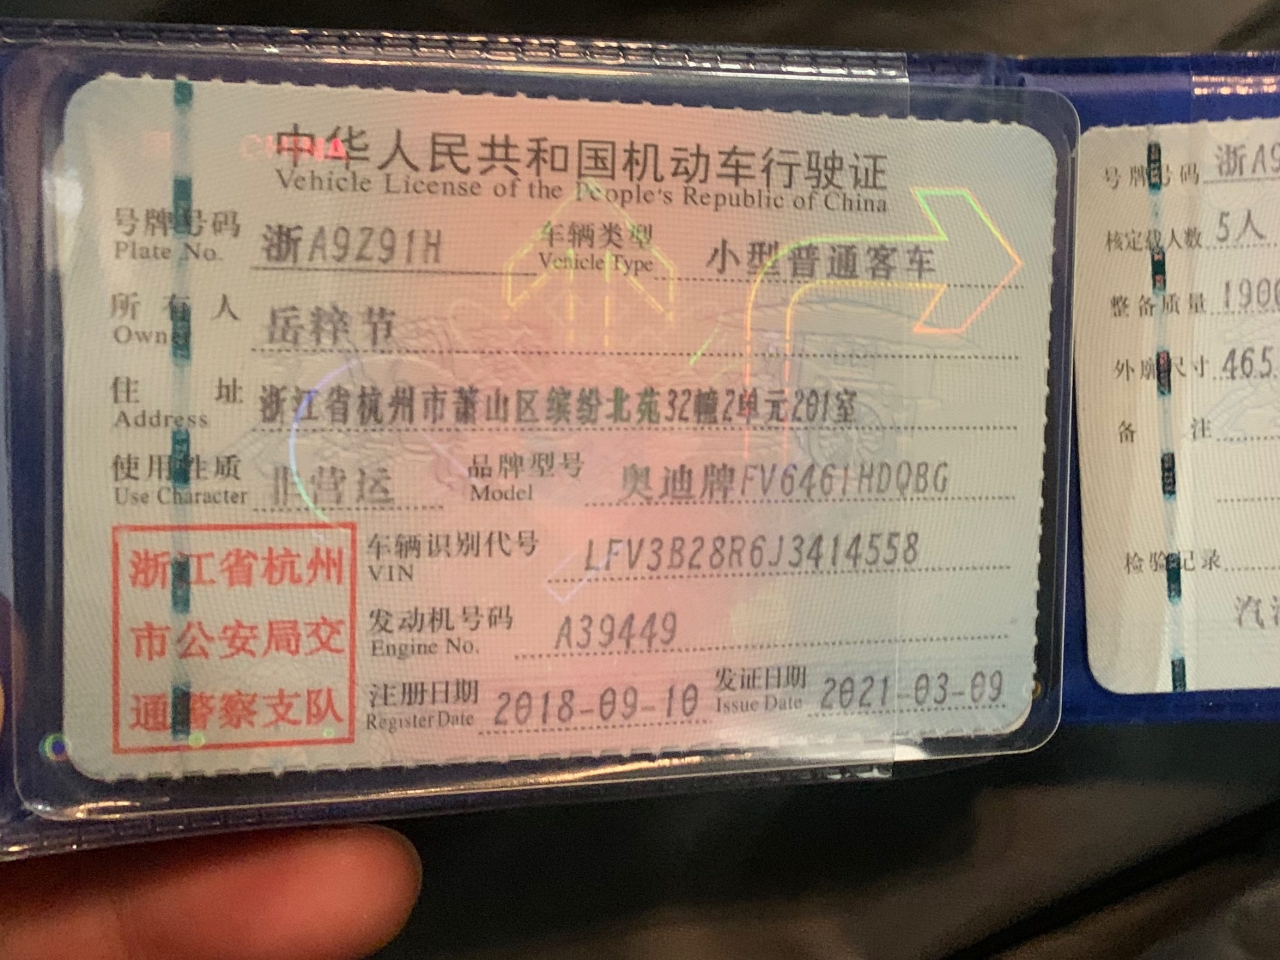 中华人民共和国机动车行驶证
Vehicle License of the People's Republic of China
号牌号码 浙A9Z91H 车辆类型 小型普通客车
Plate No. Vehicle Type
所有人 岳粹节
Owner
住址 浙江省杭州市萧山区缤纷北苑32幢2单元201室
Address
使用性质 非营运 品牌型号 奥迪牌FV6461HDQBG
Use Character Model
浙江省杭州
市公安局交
通警察支队
车辆识别代号 LFV3B28R6J3414558
VIN
发动机号码 A39449
Engine No.
注册日期 2018-09-10 发证日期 2021-03-09
Register Date Issue Date
号牌号码 浙A9
核定载人数 5人
整备质量 190
外廓尺寸 465
备注
检验记录